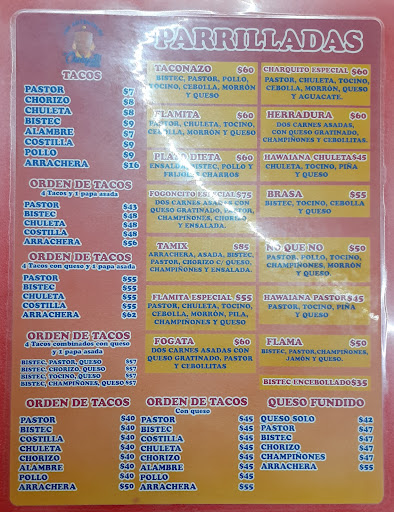 PARRILLADAS
TACOS
PASTOR $7
CHORIZO $8
CHULETA $8
BISTEC $9
ALAMBRE $7
COSTILLA $9
POLLO $9
ARRACHERA $16
ORDEN DE TACOS
4 Tacos y 1 papa asada
PASTOR $43
BISTEC $48
CHULETA $48
COSTILLA $48
ARRACHERA $56
ORDEN DE TACOS
4 Tacos con queso y 1 papa asada
PASTOR $55
BISTEC $55
CHULETA $55
COSTILLA $55
ARRACHERA $62
ORDEN DE TACOS
4 Tacos combinados con queso
y 1 papa asada
BISTEC, PASTOR, QUESO $57
BISTEC, CHORIZO, QUESO $57
BISTEC, TOCINO, QUESO $57
BISTEC, CHAMPIÑONES, QUESO $57
TACONAZO $60
BISTEC, PASTOR, POLLO,
TOCINO, CEBOLLA, MORRÓN
Y QUESO
FLAMITA $60
PASTOR, CHULETA, TOCINO,
CEBOLLA, MORRÓN Y QUESO
$60
ENSALADA, BISTEC, POLLO Y
FRIJOLES CHARROS
FOGONCITO ESPECIAL $75
DOS CARNES ASADAS CON
QUESO GRATINADO, PASTOR,
CHAMPIÑONES
Y ENSALADA.
TAMIX $85
ARRACHERA, ASADA, BISTEC,
PASTOR, CHORIZO C/ QUESO,
CHAMPIÑONES Y ENSALADA.
FLAMITA ESPECIAL $55
PASTOR, CHULETA, TOCINO,
CEBOLLA, MORRÓN, PIÑA,
CHAMPIÑONES Y QUESO
FOGATA $60
DOS CARNES ASADAS CON
QUESO GRATINADO, PASTOR
Y CEBOLLITAS
CHARQUITO ESPECIAL $60
PASTOR, CHULETA, TOCINO,
CEBOLLA, MORRÓN, QUESO
Y AGUACATE.
HERRADURA $60
DOS CARNES ASADAS,
CON QUESO GRATINADO,
CHAMPIÑONES Y CEBOLLITAS.
HAWAIANA CHULETA $45
CHULETA, TOCINO, PIÑA
Y QUESO
BRASA $55
BISTEC, TOCINO, CEBOLLA
Y QUESO
NO QUE NO $50
PASTOR, POLLO, TOCINO,
CHAMPIÑONES, MORRÓN
Y QUESO.
HAWAIANA PASTOR $45
PASTOR, TOCINO, PIÑA
Y QUESO
FLAMA $50
BISTEC, PASTOR, CHAMPIÑONES,
JAMÓN Y QUESO.
BISTEC ENCEBOLLADO $35
ORDEN DE TACOS
PASTOR $40
BISTEC $40
COSTILLA $40
CHULETA $40
CHORIZO $40
ALAMBRE $40
POLLO $40
ARRACHERA $50
ORDEN DE TACOS
Con queso
PASTOR $45
BISTEC $45
COSTILLA $45
CHULETA $45
CHORIZO $45
ALAMBRE $45
POLLO $45
ARRACHERA $55
QUESO FUNDIDO
QUESO SOLO $42
PASTOR $47
BISTEC $47
CHORIZO $47
CHAMPIÑONES $47
ARRACHERA $55